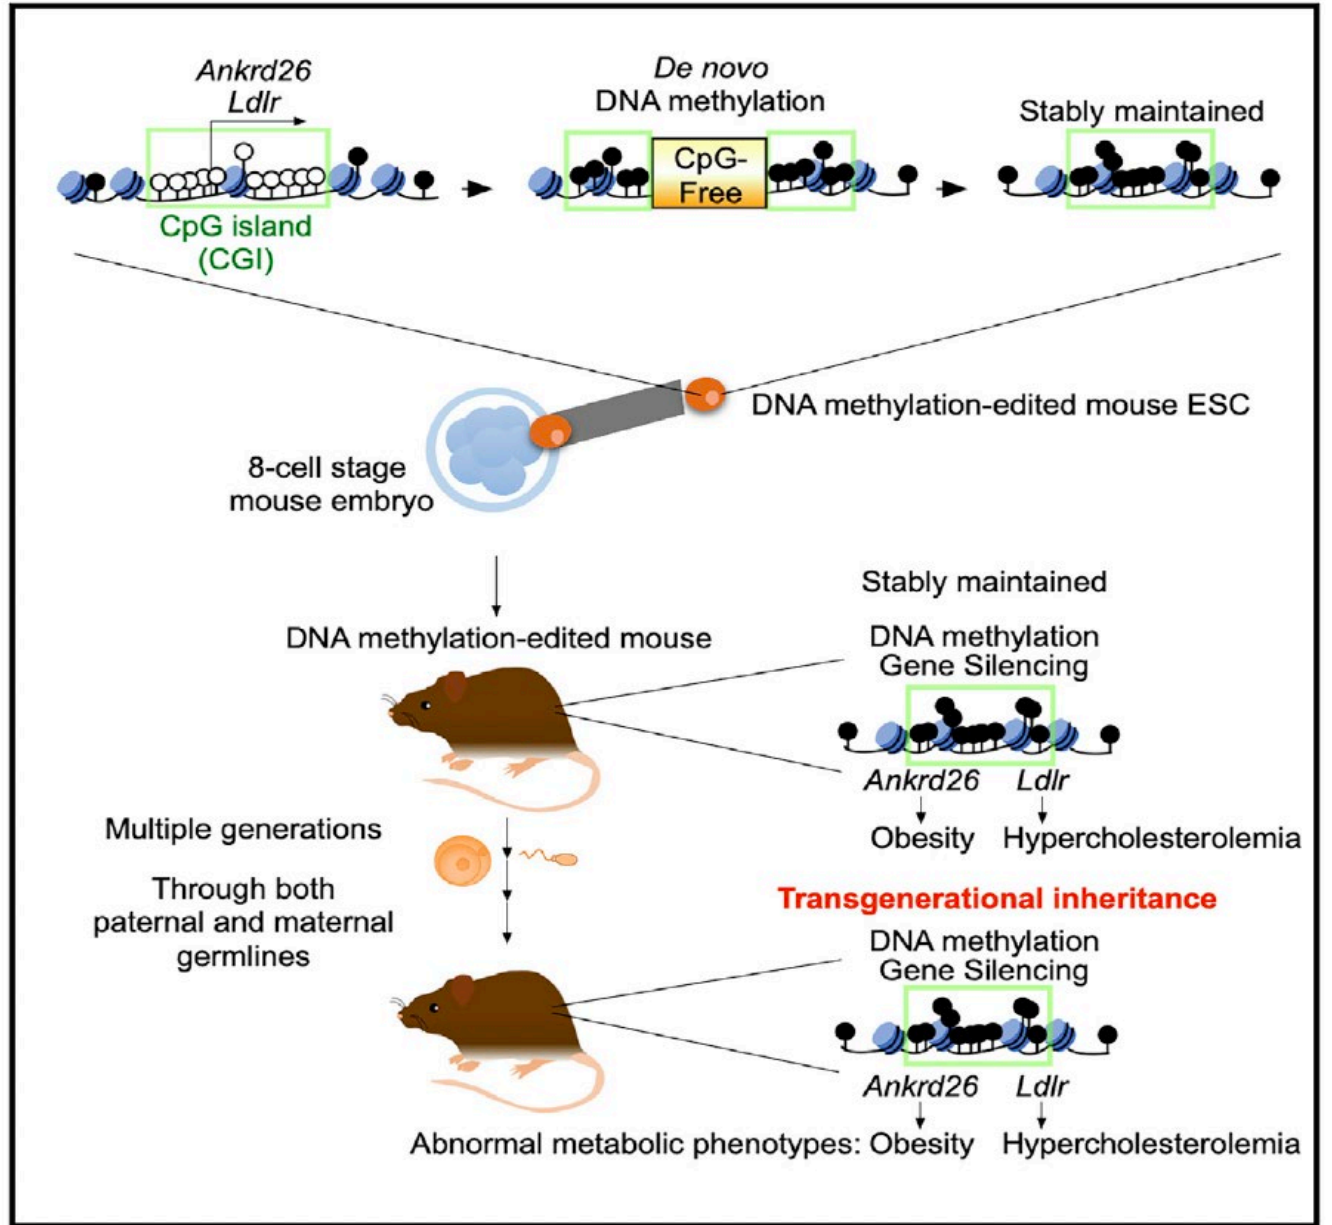 Ankrd26
Ldlr
CpG island
(CGI)
De novo
DNA methylation
CpG-
Free
Stably maintained
DNA methylation-edited mouse ESC
8-cell stage
mouse embryo
DNA methylation-edited mouse
Stably maintained
DNA methylation
Gene Silencing
Ankrd26 Ldlr
Obesity Hypercholesterolemia
Multiple generations
Through both
paternal and maternal
germlines
Transgenerational inheritance
DNA methylation
Gene Silencing
Ankrd26 Ldlr
Abnormal metabolic phenotypes: Obesity Hypercholesterolemia